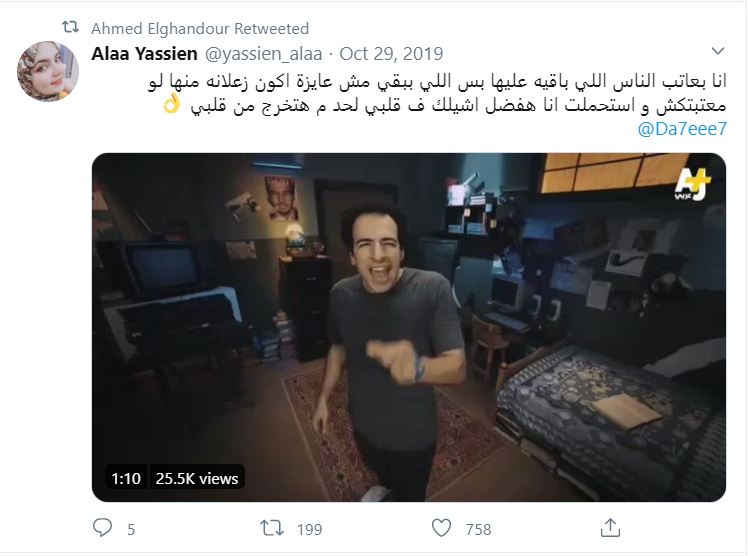 Ahmed Elghandour Retweeted
Alaa Yassien @yassien_alaa · Oct 29, 2019
انا بعاتب الناس اللي باقيه عليها بس اللي ببقي مش عايزة اكون زعلانه منها لو
معتبتكش و استحملت انا هفضل اشيلك ف قلبي لحد م هتخرج من قلبي 👌
@Da7eee7
AJ+
عربي
1:10 25.5K views
5 199 758